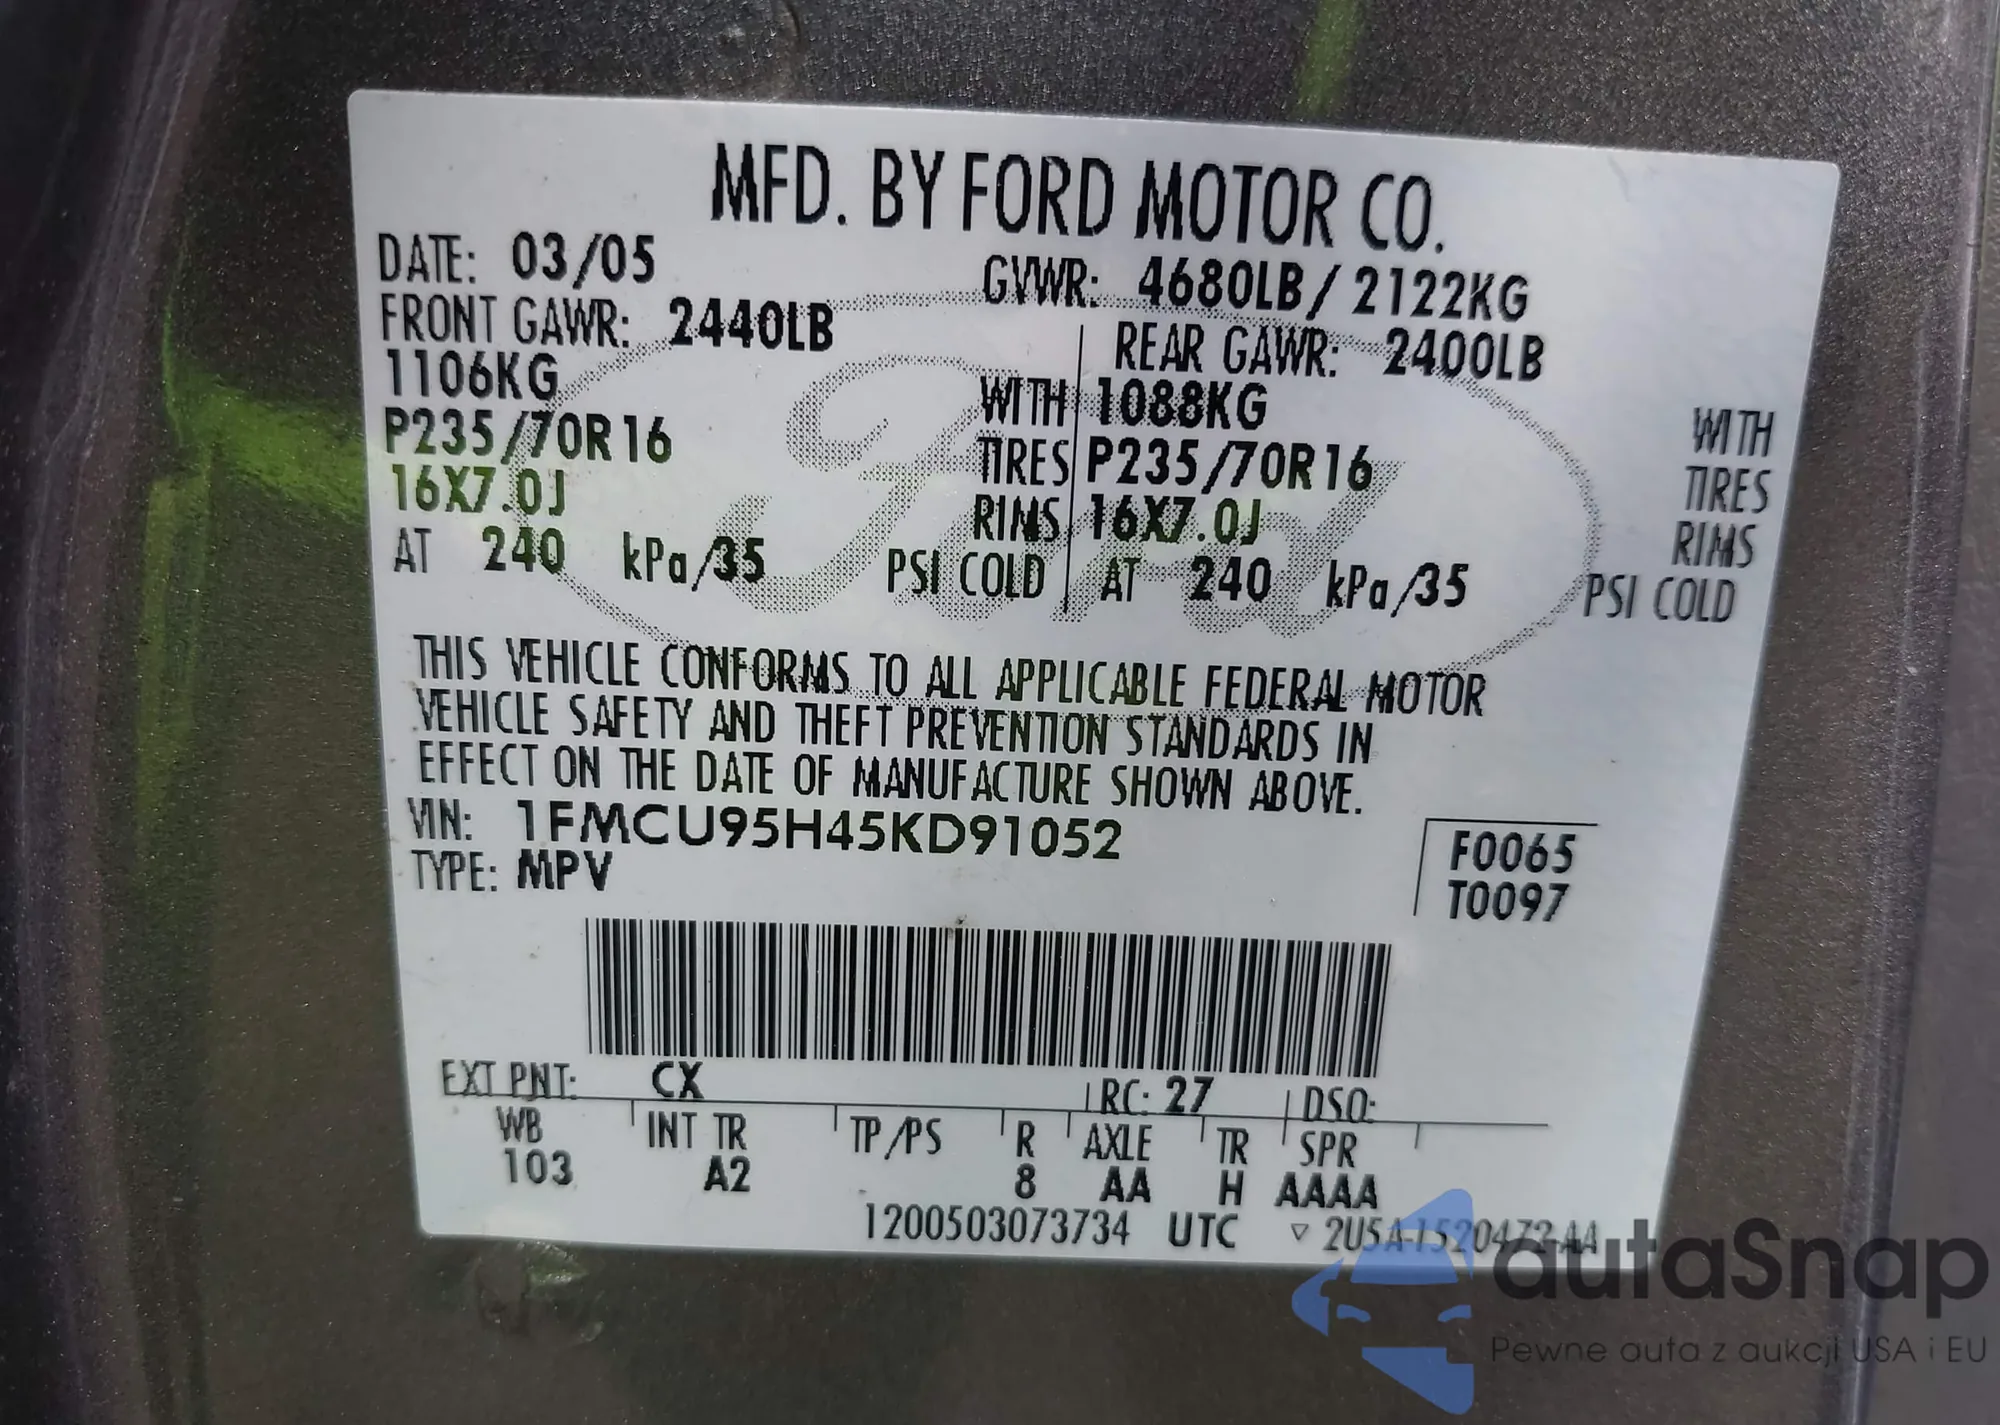 MFD. BY FORD MOTOR CO.
DATE: 03/05 GVWR: 4680LB/2122KG
FRONT GAWR: 2440LB REAR GAWR: 2400LB
1106KG WITH 1088KG WITH
P235/70R16 TIRES P235/70R16 TIRES
16X7.0J RIMS 16X7.0J RIMS
AT 240 kPa/35 PSI COLD AT 240 kPa/35 PSI COLD
Ford
THIS VEHICLE CONFORMS TO ALL APPLICABLE FEDERAL MOTOR
VEHICLE SAFETY AND THEFT PREVENTION STANDARDS IN
EFFECT ON THE DATE OF MANUFACTURE SHOWN ABOVE.
VIN: 1FMCU95H45KD91052 F0065
TYPE: MPV T0097
EXT PNT: CX RC: 27 DSO:
WB INT TR TP/PS R AXLE TR SPR
103 A2 8 AA H AAAA
1200503073734 UTC ▽ 2U5A-1520472-AA
autaSnap
Pewne auta z aukcji USA i EU